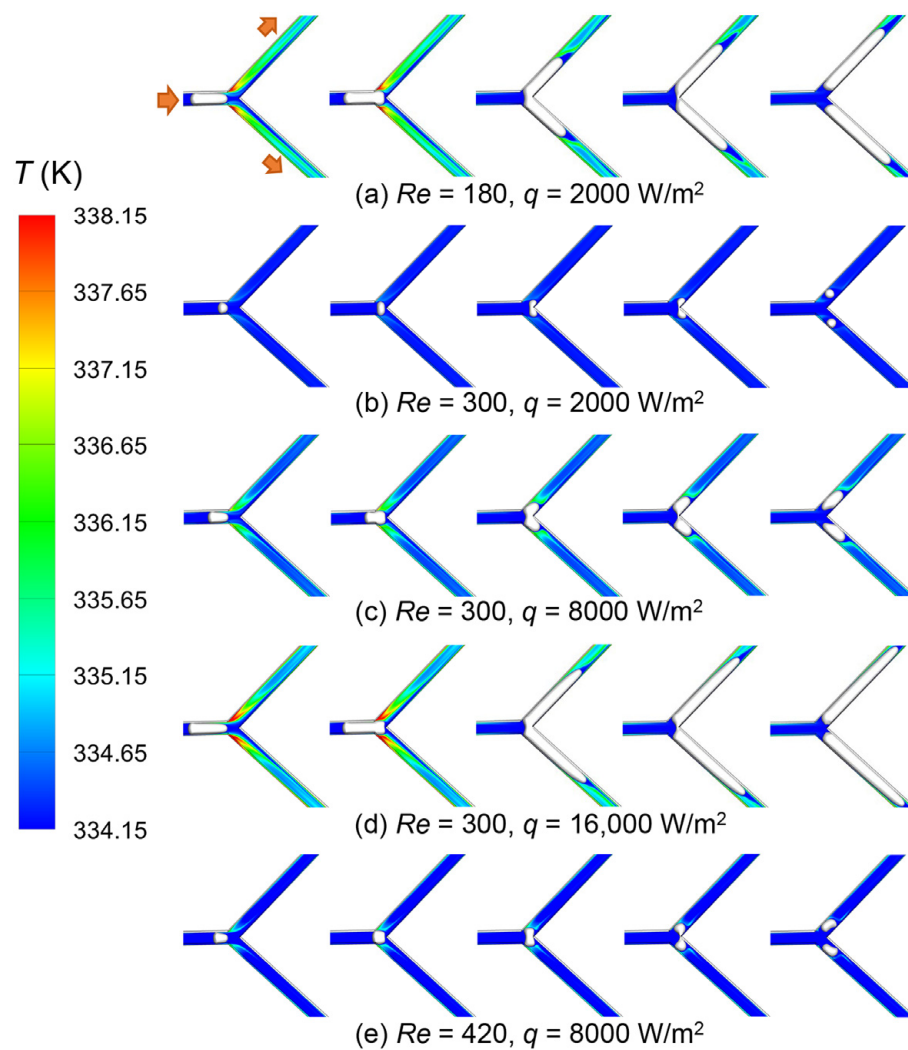 (a) Re = 180, q = 2000 W/m²
T (K)
338.15
337.65
337.15
336.65
336.15
335.65
335.15
334.65
334.15
(b) Re = 300, q = 2000 W/m²
(c) Re = 300, q = 8000 W/m²
(d) Re = 300, q = 16,000 W/m²
(e) Re = 420, q = 8000 W/m²